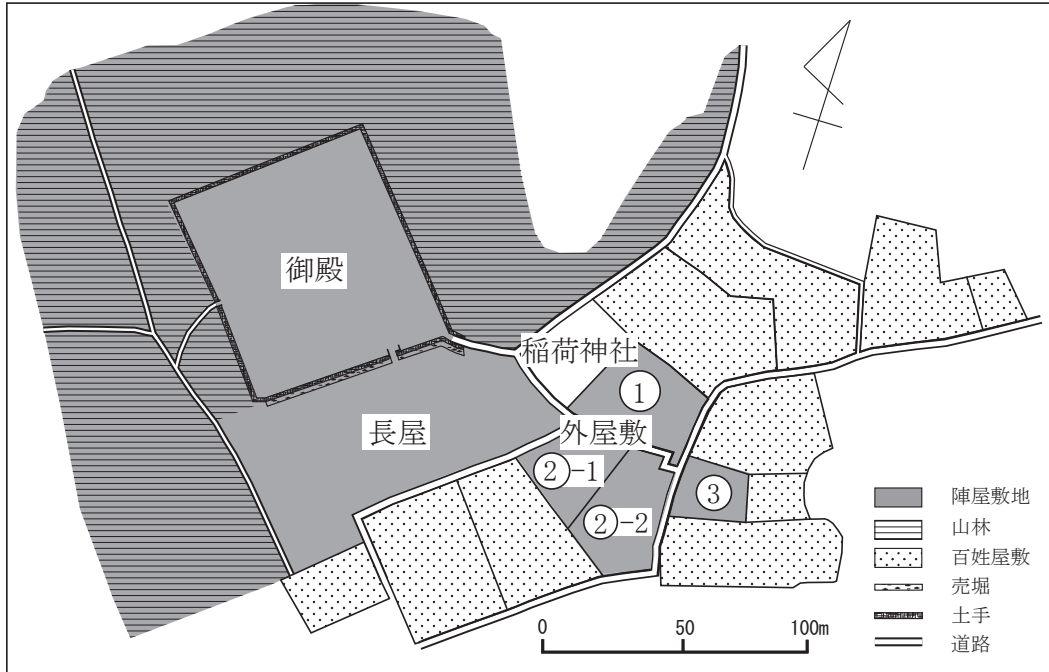 御殿
稲荷神社
①
長屋
外屋敷
②-1
③
②-2
陣屋敷地
山林
百姓屋敷
売堀
土手
道路
0 50 100m